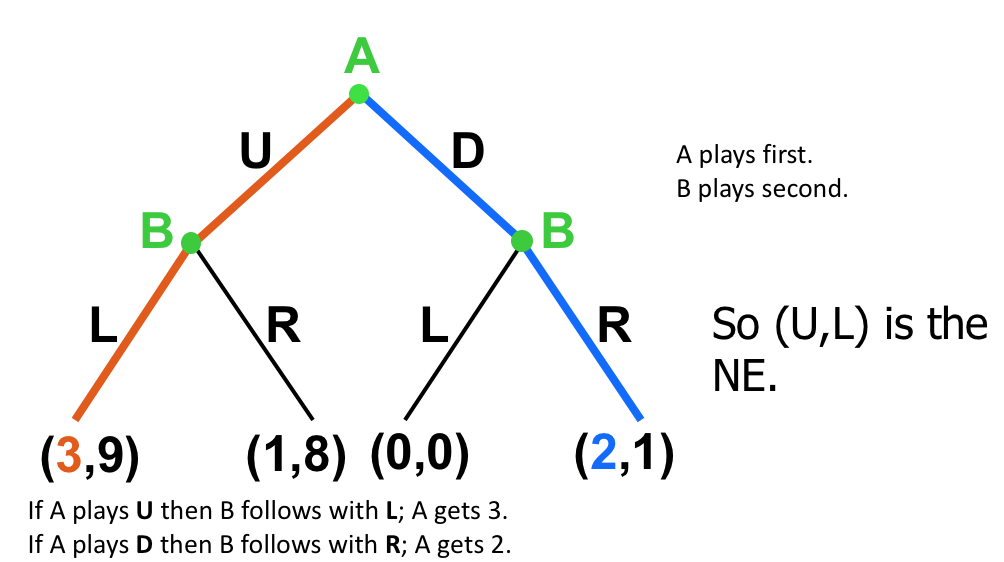 A
U D
A plays first.
B plays second.
B B
L R L R
So (U,L) is the
NE.
(3,9) (1,8) (0,0) (2,1)
If A plays U then B follows with L; A gets 3.
If A plays D then B follows with R; A gets 2.